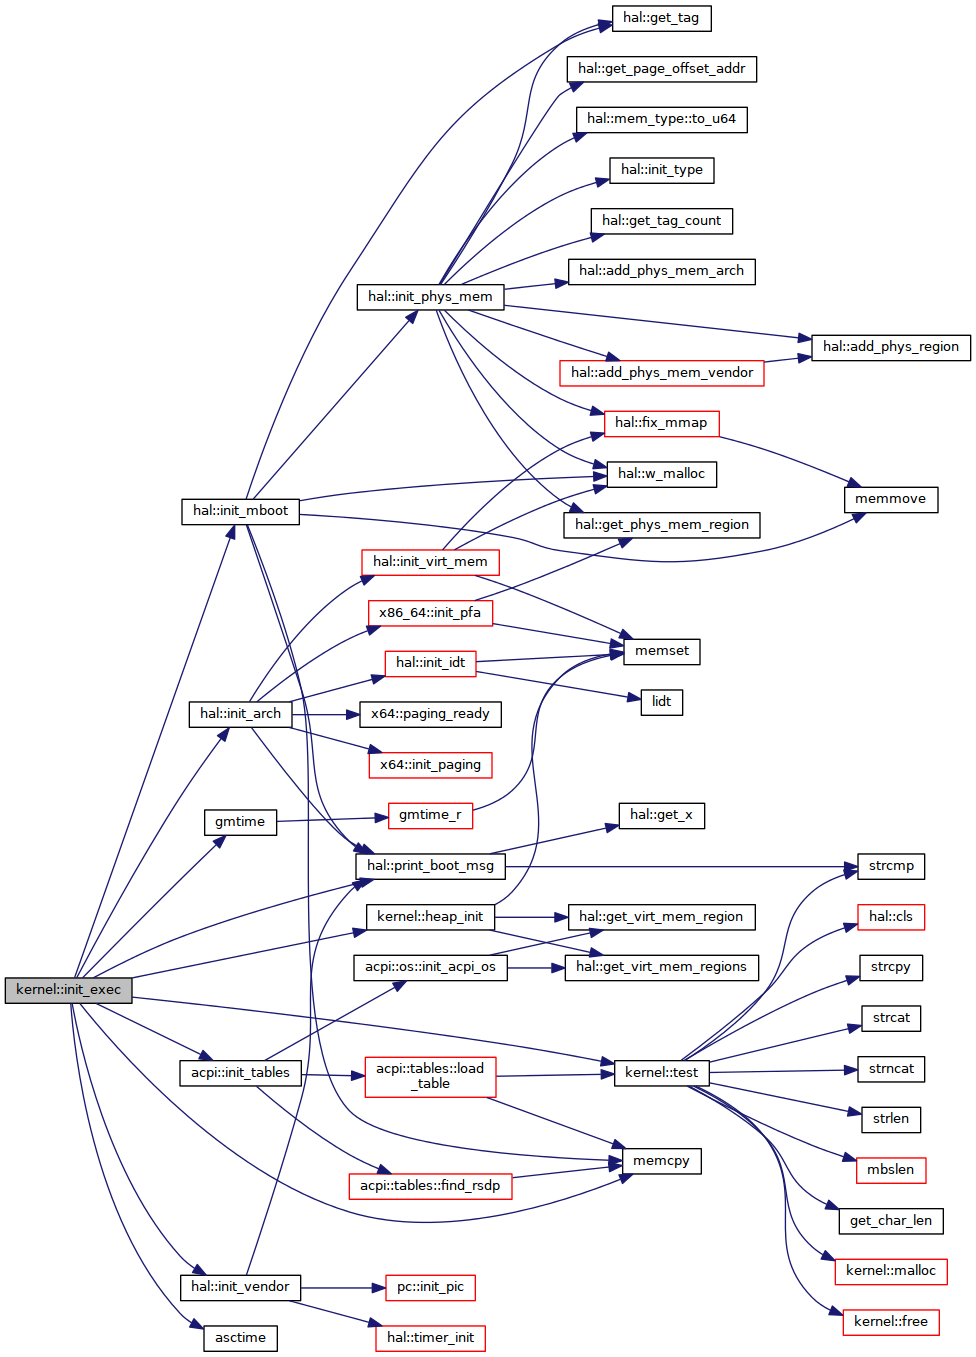 hal::get_tag
hal::get_page_offset_addr
hal::mem_type::to_u64
hal::init_type
hal::get_tag_count
hal::add_phys_mem_arch
hal::init_phys_mem
hal::add_phys_region
hal::add_phys_mem_vendor
hal::fix_mmap
hal::w_malloc
memmove
hal::init_mboot
hal::get_phys_mem_region
hal::init_virt_mem
x86_64::init_pfa
memset
hal::init_idt
lidt
hal::init_arch
x64::paging_ready
x64::init_paging
gmtime
gmtime_r
hal::get_x
hal::print_boot_msg
strcmp
kernel::heap_init
hal::get_virt_mem_region
hal::cls
acpi::os::init_acpi_os
hal::get_virt_mem_regions
strcpy
kernel::init_exec
strcat
acpi::init_tables
acpi::tables::load
_table
kernel::test
strncat
strlen
memcpy
mbslen
acpi::tables::find_rsdp
get_char_len
kernel::malloc
hal::init_vendor
pc::init_pic
kernel::free
asctime
hal::timer_init